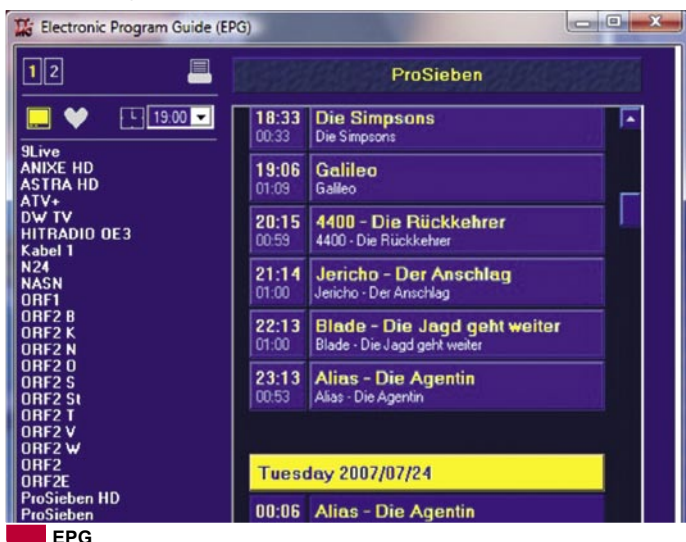 Electronic Program Guide (EPG)
1 2
ProSieben
19:00
9Live
ANIXE HD
ASTRA HD
ATV+
DW TV
HITRADIO OE3
Kabel 1
N24
NASN
ORF1
ORF2 B
ORF2 K
ORF2 N
ORF2 O
ORF2 S
ORF2 St
ORF2 T
ORF2 V
ORF2 W
ORF2
ORF2E
ProSieben HD
ProSieben
18:33 Die Simpsons
00:33 Die Simpsons
19:06 Galileo
01:09 Galileo
20:15 4400 - Die Rückkehrer
00:59 4400 - Die Rückkehrer
21:14 Jericho - Der Anschlag
01:00 Jericho - Der Anschlag
22:13 Blade - Die Jagd geht weiter
01:00 Blade - Die Jagd geht weiter
23:13 Alias - Die Agentin
00:53 Alias - Die Agentin
Tuesday 2007/07/24
00:06 Alias - Die Agentin
EPG